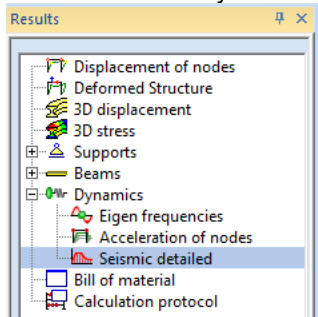 Results
Displacement of nodes
Deformed Structure
3D displacement
3D stress
Supports
Beams
Dynamics
Eigen frequencies
Acceleration of nodes
Seismic detailed
Bill of material
Calculation protocol